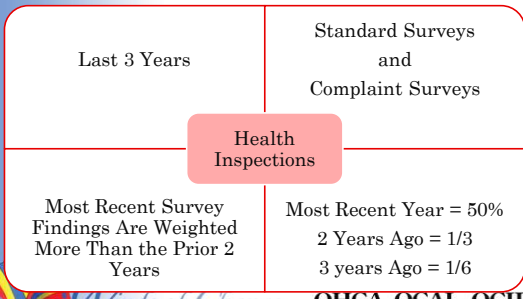 Last 3 Years
Standard Surveys
and
Complaint Surveys
Health
Inspections
Most Recent Survey
Findings Are Weighted
More Than the Prior 2
Years
Most Recent Year = 50%
2 Years Ago = 1/3
3 years Ago = 1/6